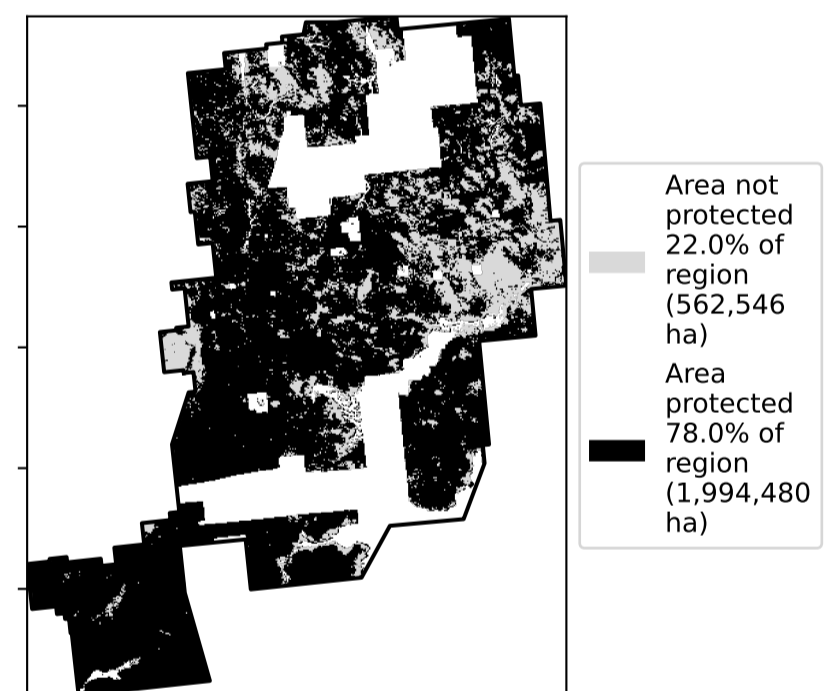 Area not
protected
22.0% of
region
(562,546
ha)
Area
protected
78.0% of
region
(1,994,480
ha)